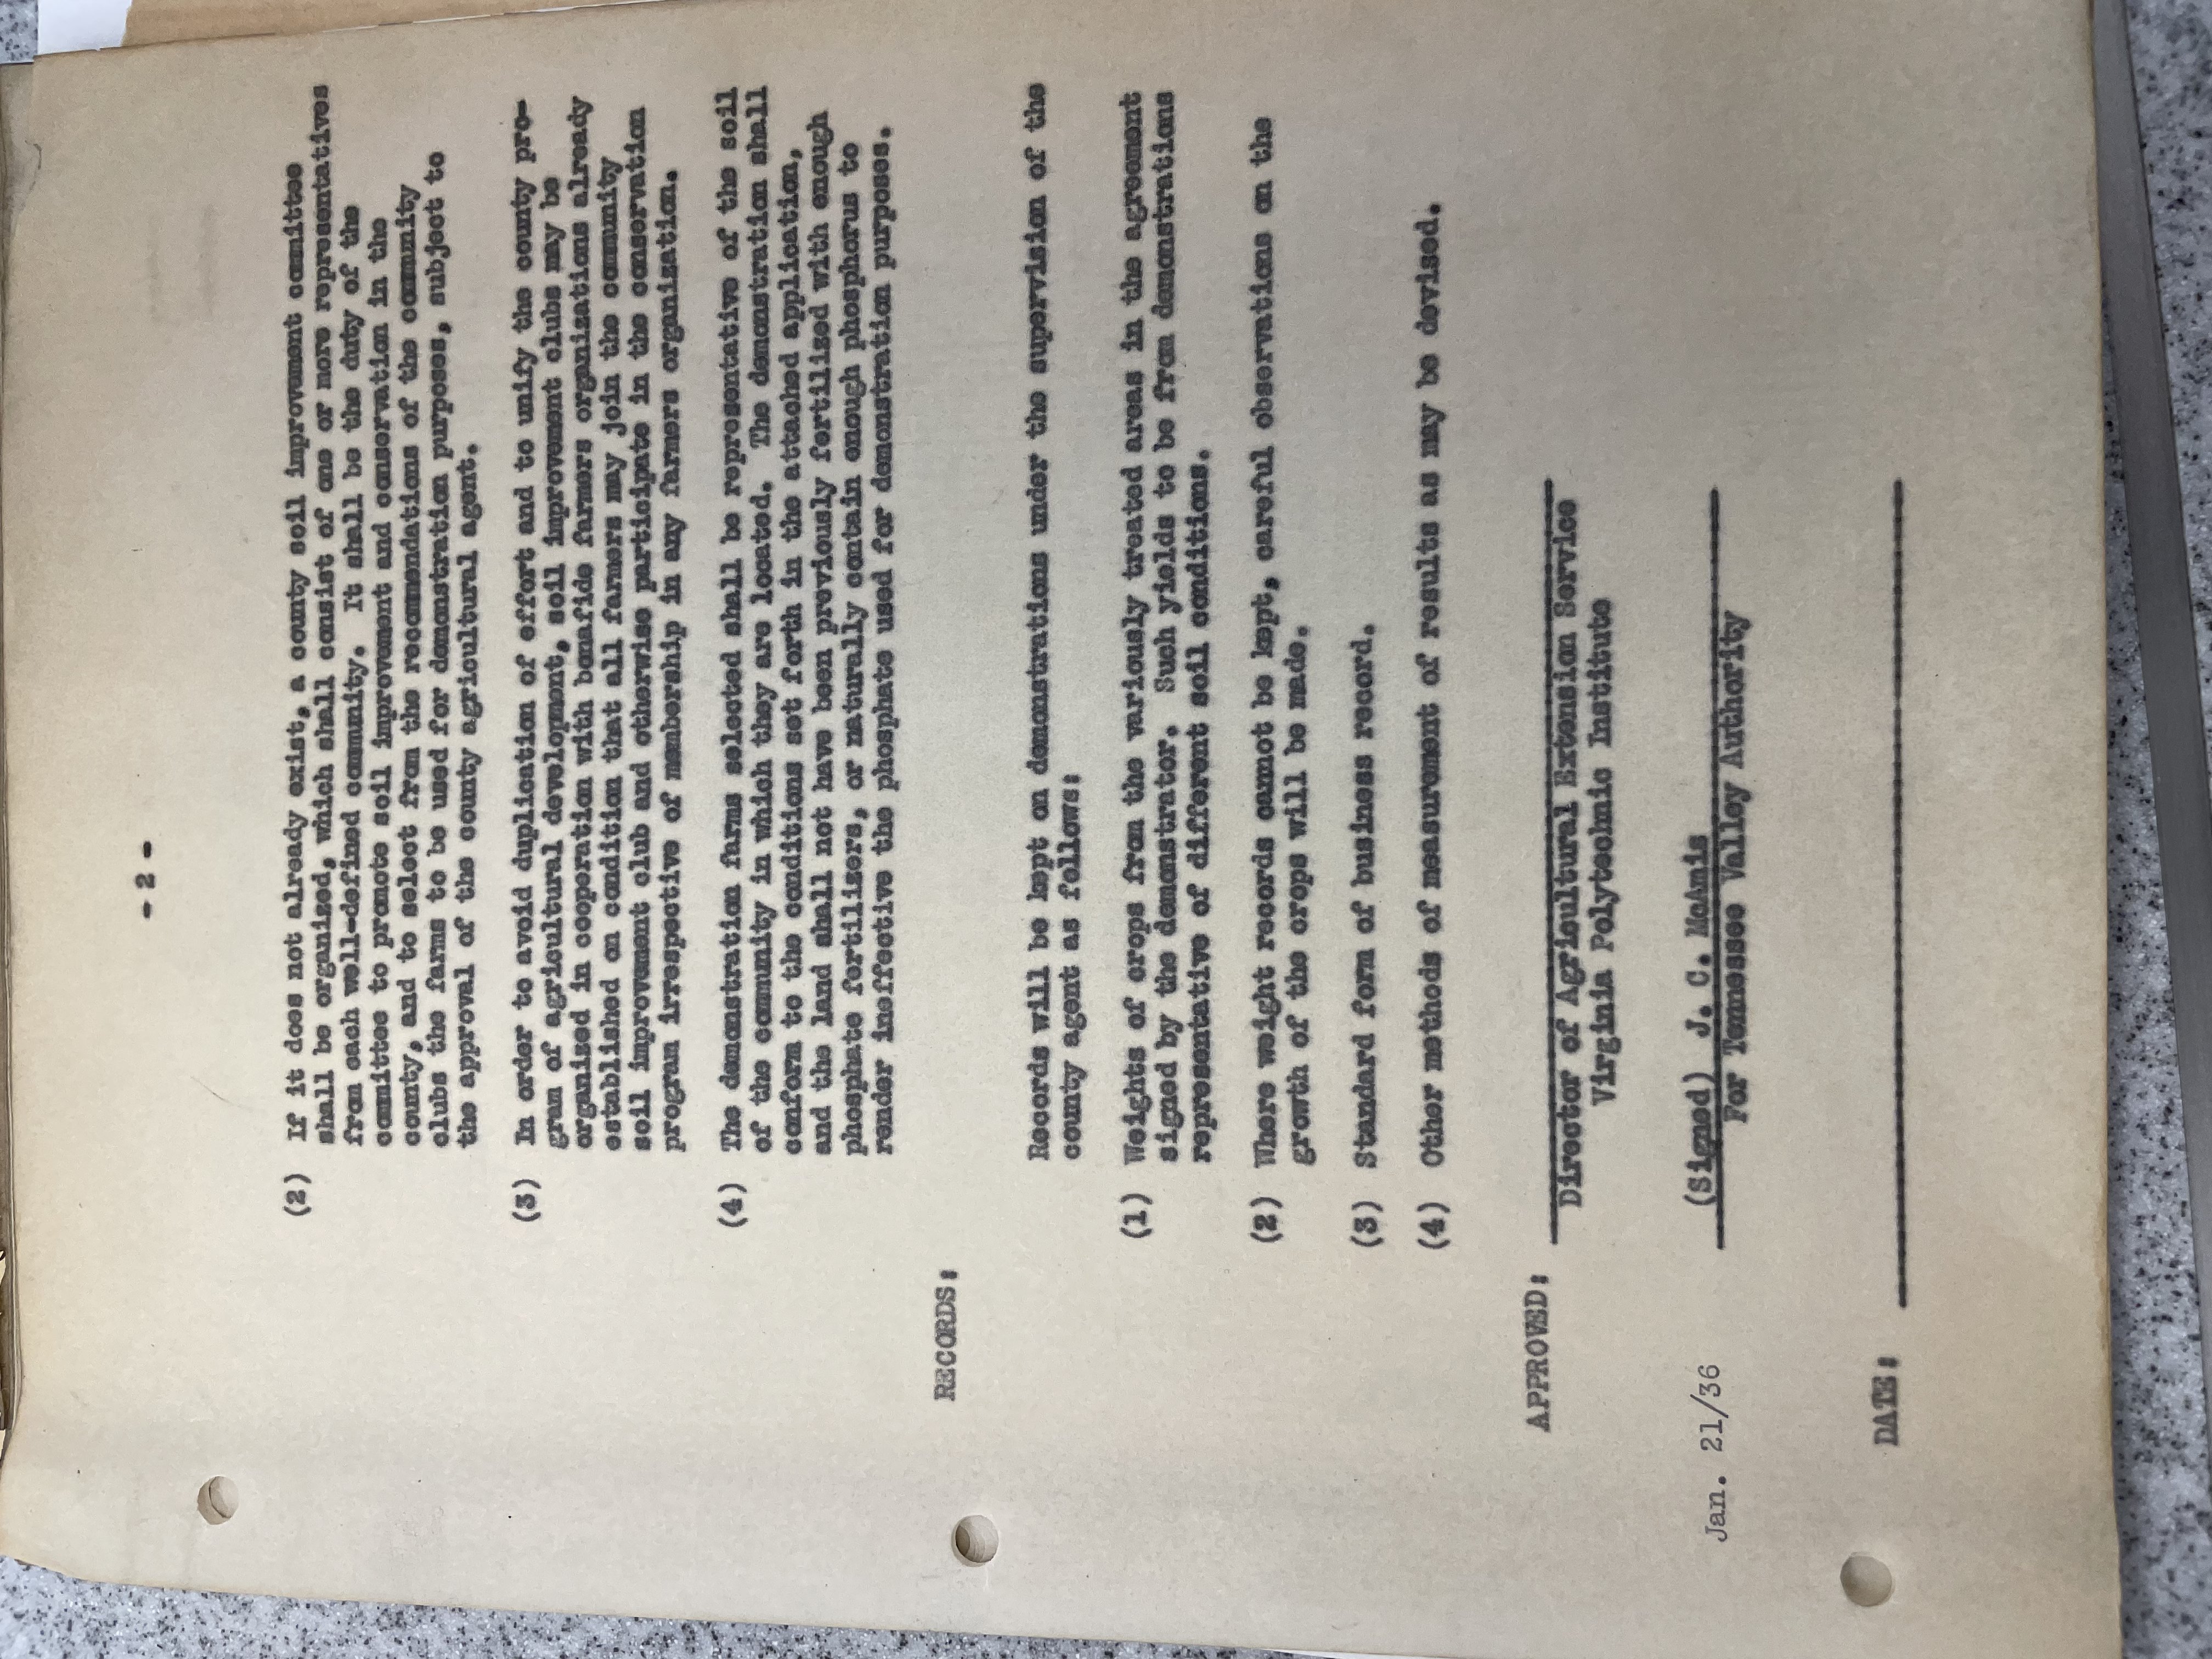 - 2 -
(2) If it does not already exist, a county soil improvement committee
shall be organized, which shall consist of one or more representatives
from each well-defined community. It shall be the duty of the
committee to promote soil improvement and conservation in the
county, and to select from the recommendations of the community
clubs the farms to be used for demonstration purposes, subject to
the approval of the county agricultural agent.
(3) In order to avoid duplication of effort and to unify the county pro-
gram of agricultural development, soil improvement clubs may be
organized in cooperation with bonafide farmers organizations already
established on condition that all farmers may join the community
soil improvement club and otherwise participate in the conservation
program irrespective of membership in any farmers organization.
(4) The demonstration farms selected shall be representative of the soil
of the community in which they are located. The demonstration shall
conform to the conditions set forth in the attached application,
and the land shall not have been previously fertilized with enough
phosphate fertilizers, or naturally contain enough phosphorus to
render ineffective the phosphate used for demonstration purposes.
RECORDS:
Records will be kept on demonstrations under the supervision of the
county agent as follows:
(1) Weights of crops from the variously treated areas in the agreement
signed by the demonstrator. Such yields to be from demonstrations
representative of different soil conditions.
(2) Where weight records cannot be kept, careful observations on the
growth of the crops will be made.
(3) Standard form of business record.
(4) Other methods of measurement of results as may be devised.
APPROVED:
Director of Agricultural Extension Service
Virginia Polytechnic Institute
Jan. 21/36 (Signed) J. C. McAmis
For Tennessee Valley Authority
DATE: